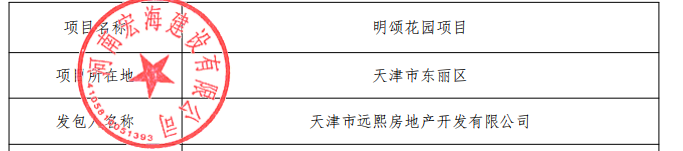 项目名称 明颂花园项目
项目所在地 天津市东丽区
发包人名称 天津市远熙房地产开发有限公司
河南宏海建设有限公司